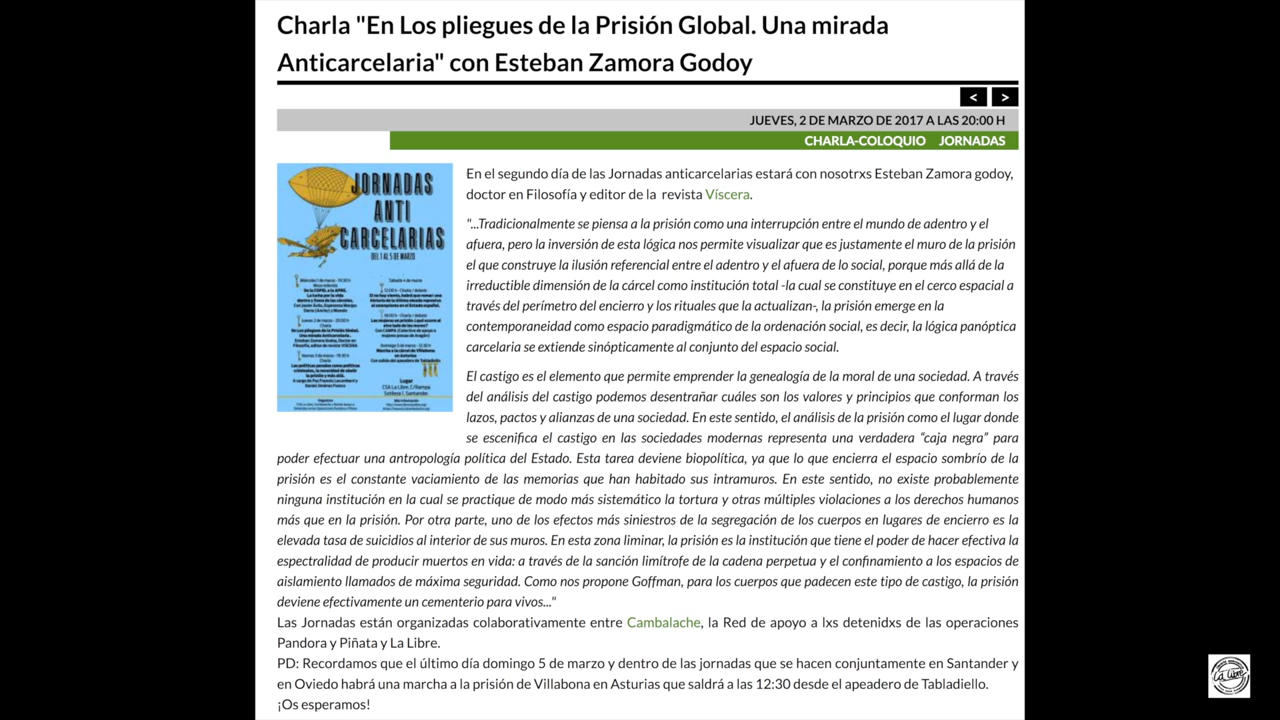 Charla "En Los pliegues de la Prisión Global. Una mirada
Anticarcelaria" con Esteban Zamora Godoy
< >
JUEVES, 2 DE MARZO DE 2017 A LAS 20:00 H
CHARLA-COLOQUIO JORNADAS
JORNADAS
ANTI
CARCELARIAS
DEL 1 AL 5 DE MARZO
En el segundo día de las Jornadas anticarcelarias estará con nosotrxs Esteban Zamora godoy,
doctor en Filosofía y editor de la revista Víscera.
"...Tradicionalmente se piensa a la prisión como una interrupción entre el mundo de adentro y el
afuera, pero la inversión de esta lógica nos permite visualizar que es justamente el muro de la prisión
el que construye la ilusión referencial entre el adentro y el afuera de lo social, porque más allá de la
irreductible dimensión de la cárcel como institución total -la cual se constituye en el cerco espacial a
través del perímetro del encierro y los rituales que lo actualizan-, la prisión emerge en la
contemporaneidad como espacio paradigmático de la ordenación social, es decir, la lógica panóptica
carcelaria se extiende sinópticamente al conjunto del espacio social.
El castigo es el elemento que permite comprender la genealogía de la moral de una sociedad. A través
del análisis del castigo podemos desentrañar cuales son los valores y principios que conforman los
lazos, pactos y alianzas de una sociedad. En este sentido, el análisis de la prisión como el lugar donde
se escenifica el castigo en las sociedades modernas representa una verdadera “caja negra” para
poder efectuar una antropología política del Estado. Esta tarea deviene biopolítica, ya que lo que encierra el espacio sombrío de la
prisión es el constante vaciamiento de las memorias que han habitado sus intramuros. En este sentido, no existe probablemente
ninguna institución en la cual se practique de modo más sistemático la tortura y otras múltiples violaciones a los derechos humanos
más que en la prisión. Por otra parte, uno de los efectos más siniestros de la segregación de los cuerpos en lugares de encierro es la
elevada tasa de suicidios al interior de sus muros. En esta zona liminar, la prisión es la institución que tiene el poder de hacer efectiva la
espectralidad de producir muertos en vida: a través de la sanción limítrofe de la cadena perpetua y el confinamiento a los espacios de
aislamiento llamados de máxima seguridad. Como nos propone Goffman, para los cuerpos que padecen este tipo de castigo, la prisión
deviene efectivamente un cementerio para vivos..."
Las Jornadas están organizadas colaborativamente entre Cambalache, la Red de apoyo a lxs detenidxs de las operaciones
Pandora y Piñata y La Libre.
PD: Recordamos que el último día domingo 5 de marzo y dentro de las jornadas que se hacen conjuntamente en Santander y
en Oviedo habrá una marcha a la prisión de Villabona en Asturias que saldrá a las 12:30 desde el apeadero de Tabladiello.
¡Os esperamos!
La Libre